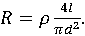 R = ρ 4l/πd².